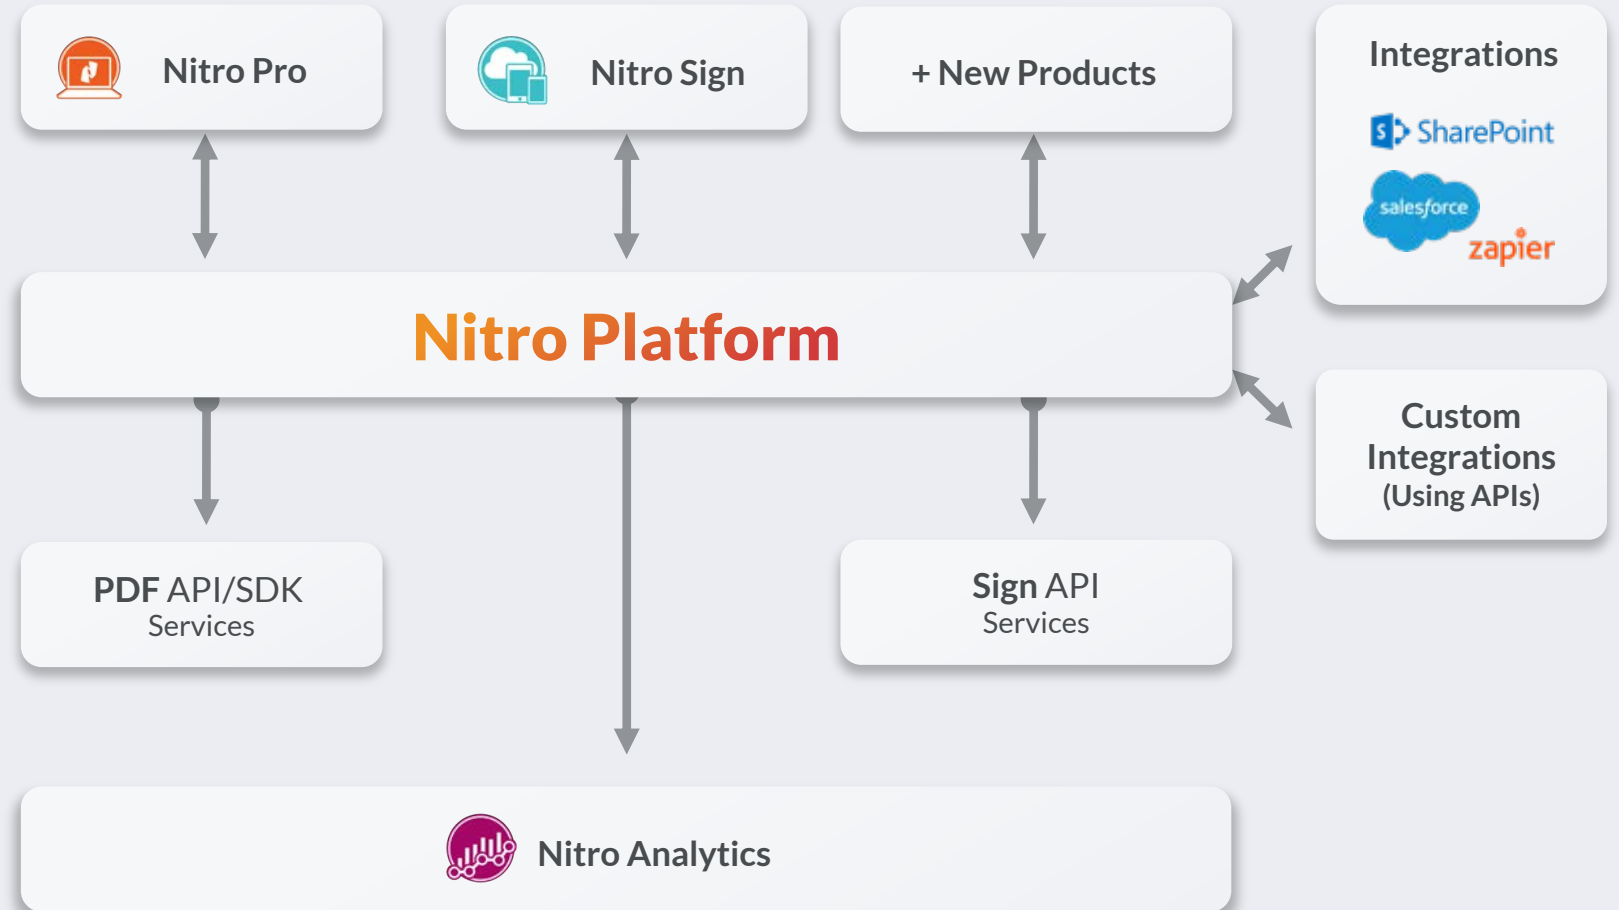 Nitro Pro
Nitro Sign
+ New Products
Integrations
S SharePoint
salesforce
zapier
Nitro Platform
Custom
Integrations
(Using APIs)
PDF API/SDK
Services
Sign API
Services
Nitro Analytics